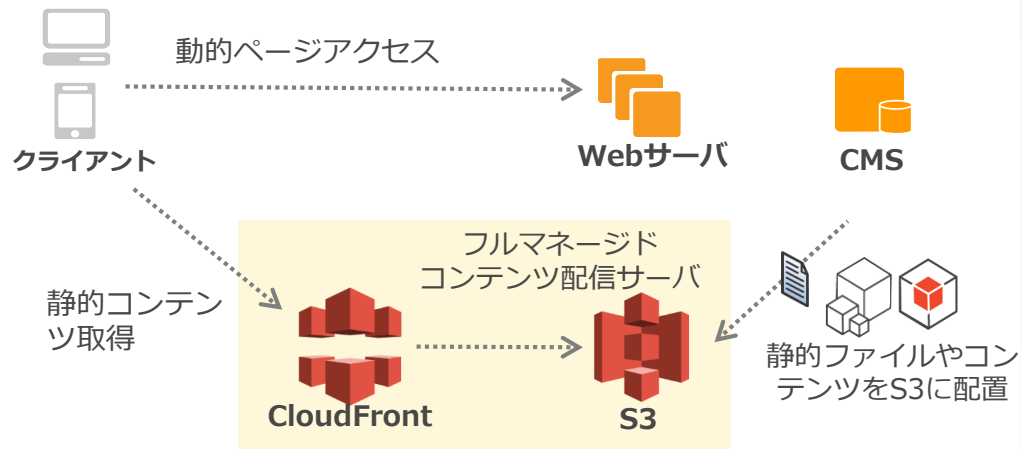 動的ページアクセス
クライアント
Webサーバ
CMS
フルマネージド
コンテンツ配信サーバ
静的コンテン
ツ取得
静的ファイルやコン
テンツをS3に配置
CloudFront
S3